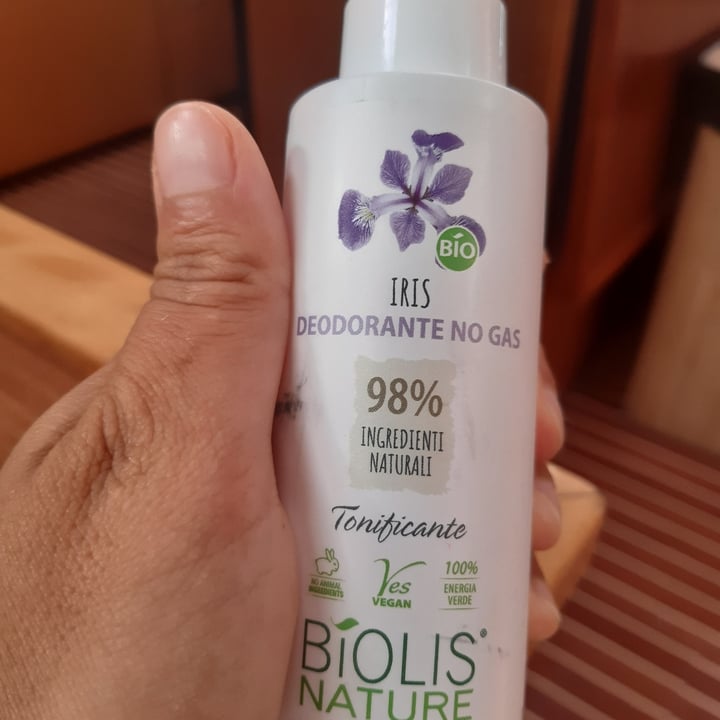 BIO
IRIS
DEODORANTE NO GAS
98%
INGREDIENTI
NATURALI
Tonificante
NO ANIMAL
INGREDIENTS
Yes
VEGAN
100%
ENERGIA
VERDE
BiOLIS®
NATURE